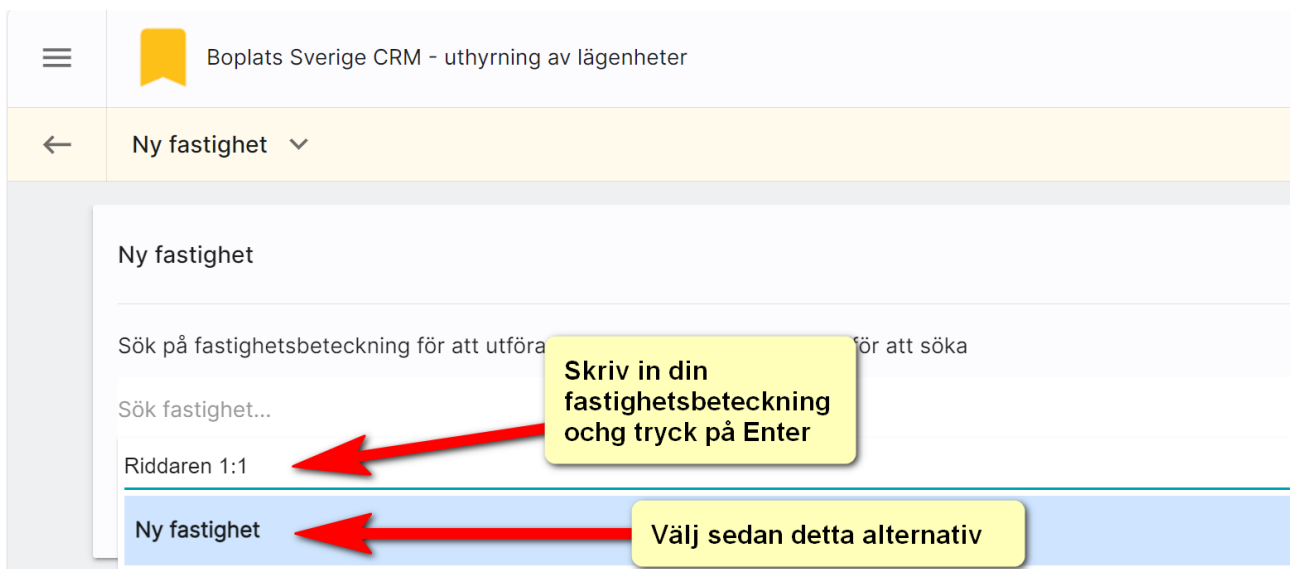 Boplats Sverige CRM - uthyrning av lägenheter
Ny fastighet
Ny fastighet
Sök på fastighetsbeteckning för att utföra för att söka
Skriv in din
fastighetsbeteckning
ochg tryck på Enter
Sök fastighet...
Riddaren 1:1
Ny fastighet
Välj sedan detta alternativ